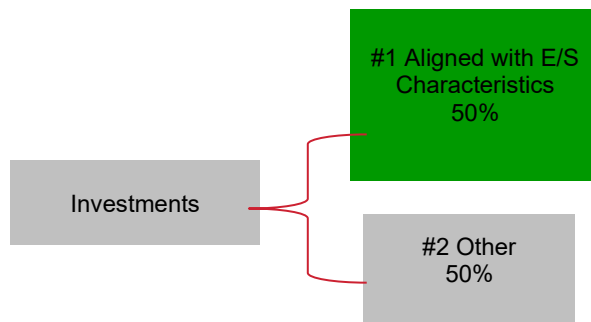 #1 Aligned with E/S
Characteristics
50%
Investments
#2 Other
50%